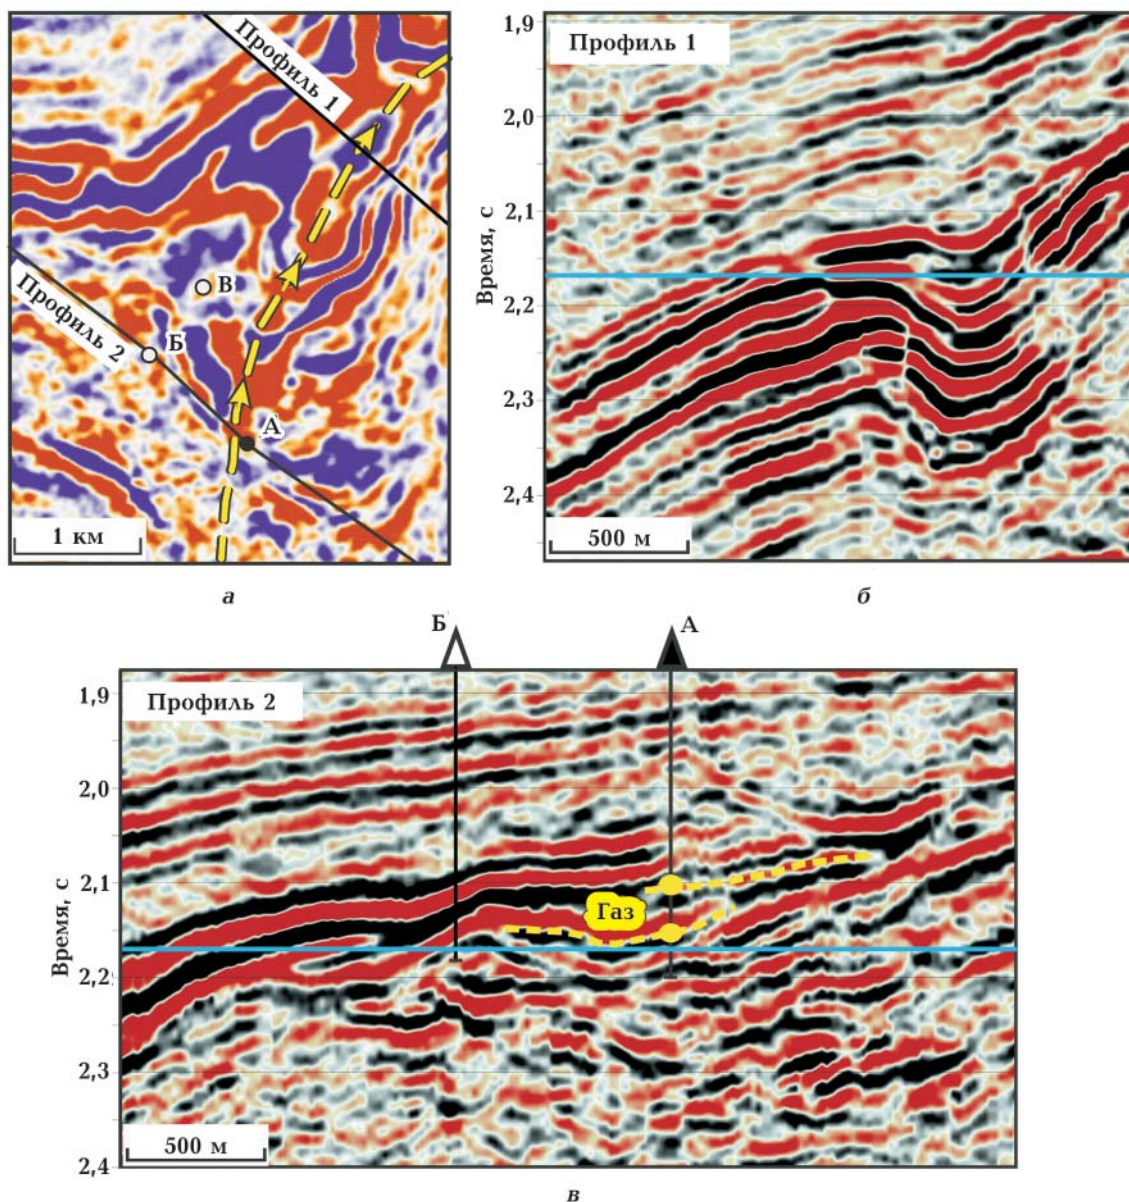 Профиль 1
Профиль 2
В
Б
А
1 км
а
1,9
2,0
2,1
2,2
2,3
2,4
Время, с
Профиль 1
500 м
б
Б
А
1,9
2,0
2,1
2,2
2,3
2,4
Время, с
Профиль 2
Газ
500 м
в